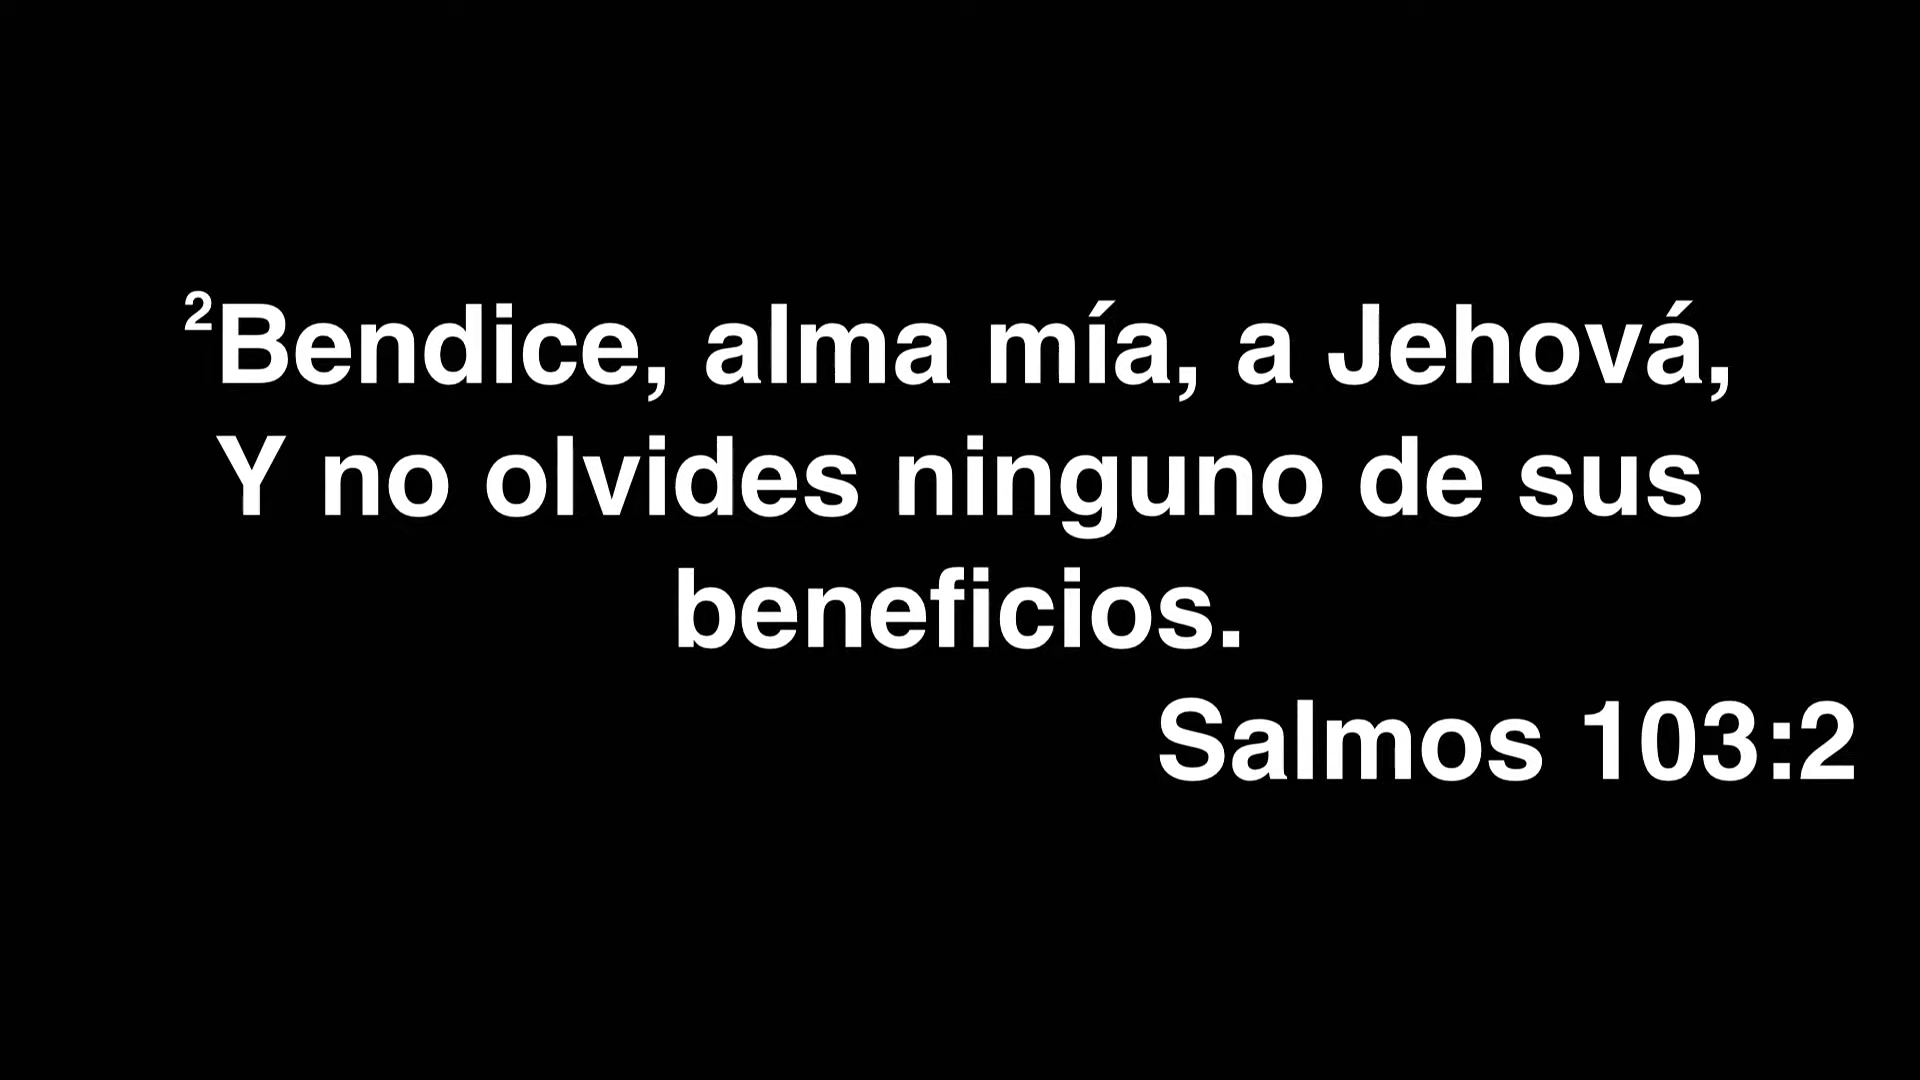 ²Bendice, alma mía, a Jehová,
Y no olvides ninguno de sus
beneficios.
Salmos 103:2